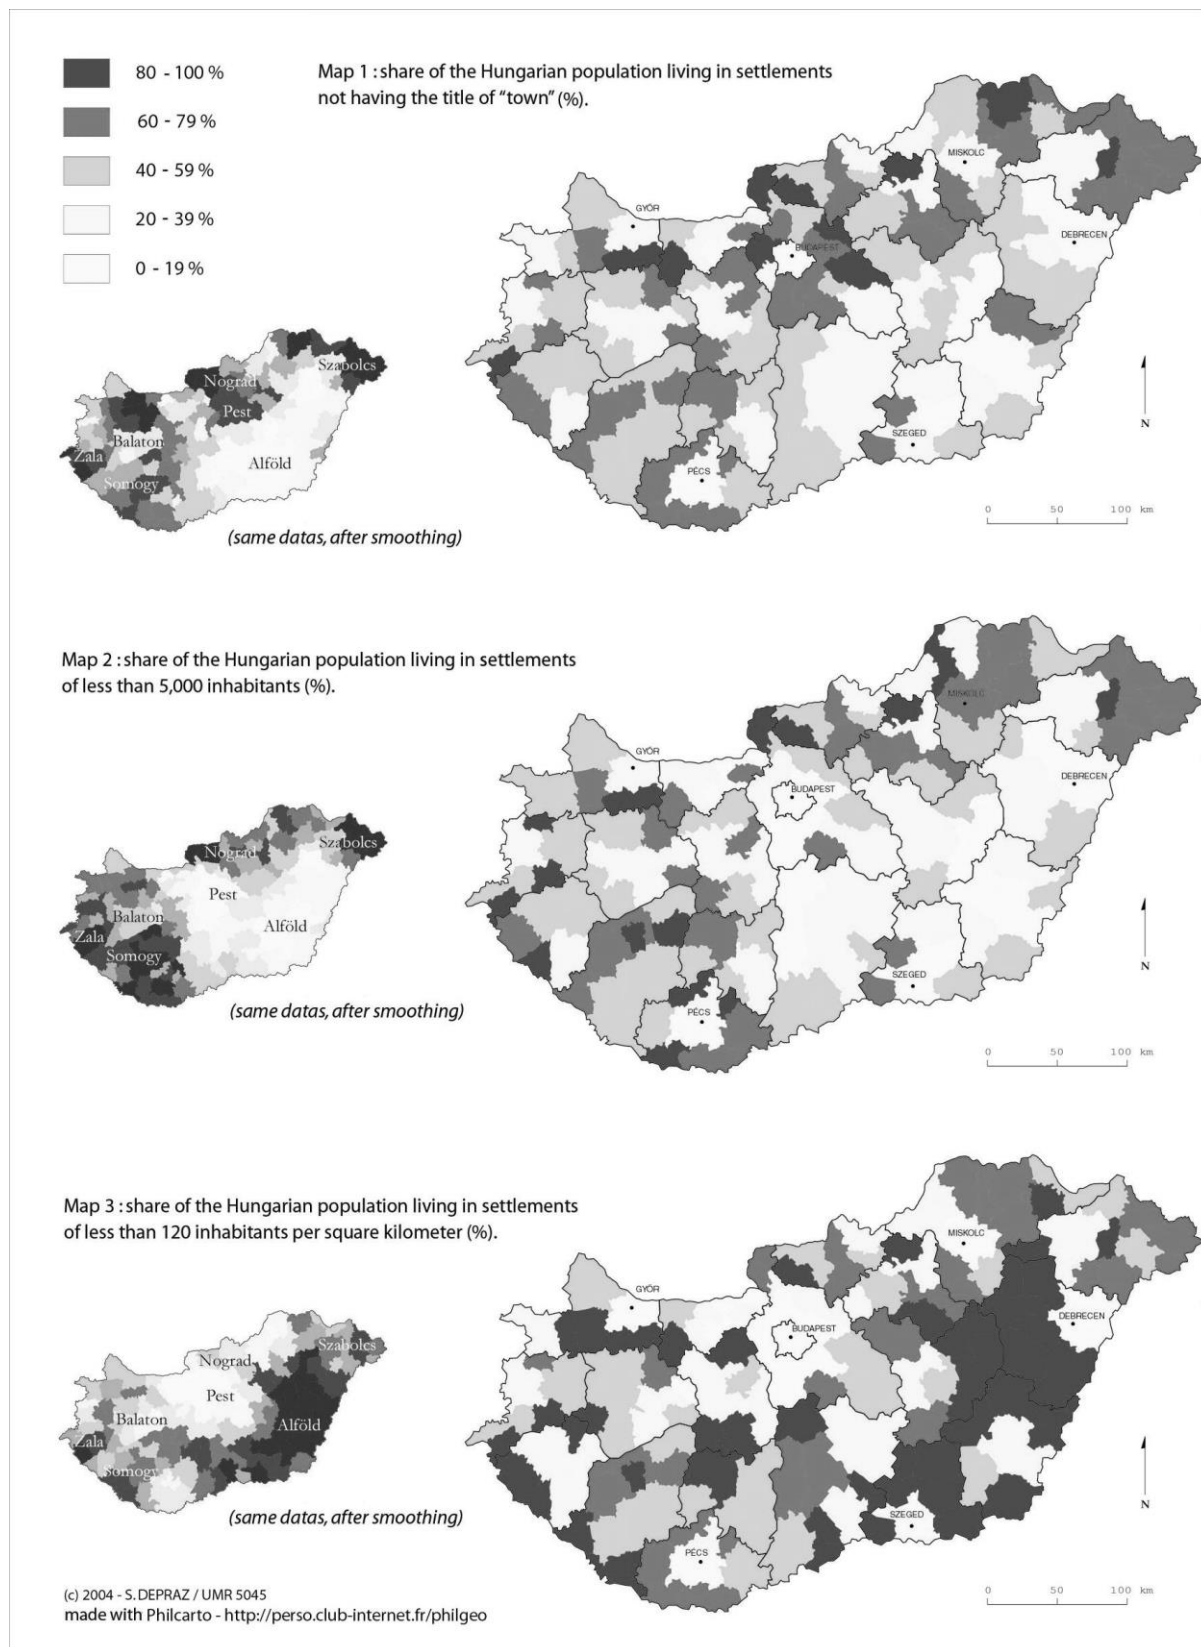 80 - 100 %
60 - 79 %
40 - 59 %
20 - 39 %
0 - 19 %
Map 1 : share of the Hungarian population living in settlements
not having the title of "town" (%).
GYŐR
MISKOLC
BUDAPEST
DEBRECEN
PÉCS
SZEGED
N
0 50 100 km
Szabolcs
Nograd
Pest
Balaton
Zala
Alföld
Somogy
(same datas, after smoothing)
Map 2 : share of the Hungarian population living in settlements
of less than 5,000 inhabitants (%).
GYŐR
MISKOLC
BUDAPEST
DEBRECEN
PÉCS
SZEGED
N
0 50 100 km
Szabolcs
Nograd
Pest
Balaton
Zala
Alföld
Somogy
(same datas, after smoothing)
Map 3 : share of the Hungarian population living in settlements
of less than 120 inhabitants per square kilometer (%).
GYŐR
MISKOLC
BUDAPEST
DEBRECEN
PÉCS
SZEGED
N
0 50 100 km
Szabolcs
Nograd
Pest
Balaton
Alföld
Zala
Somogy
(same datas, after smoothing)
(c) 2004 - S. DEPRAZ / UMR 5045
made with Philcarto - http://perso.club-internet.fr/philgeo